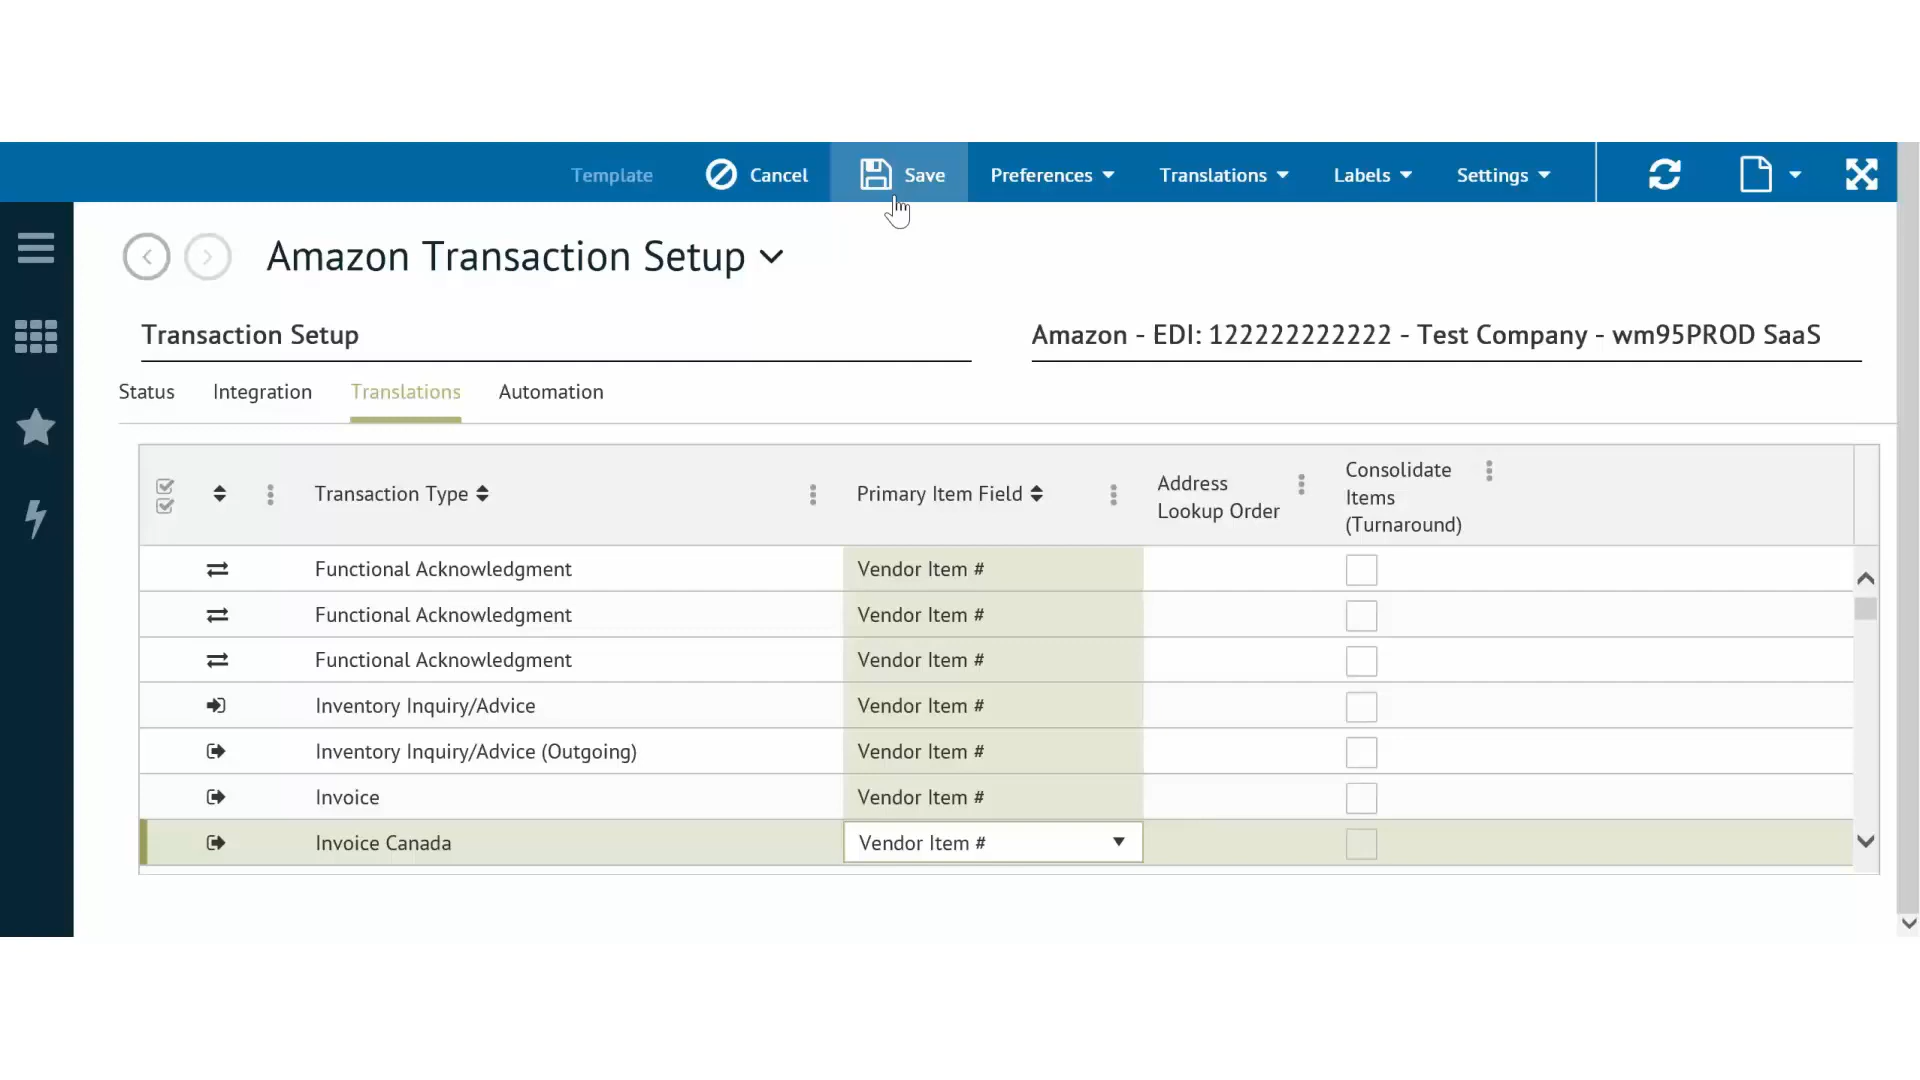 Template Cancel Save Preferences Translations Labels Settings
Amazon Transaction Setup
Transaction Setup
Amazon - EDI: 122222222222 - Test Company - wm95PROD SaaS
Status Integration Translations Automation
Transaction Type
Primary Item Field
Address
Lookup Order
Consolidate
Items
(Turnaround)
Functional Acknowledgment Vendor Item #
Functional Acknowledgment Vendor Item #
Functional Acknowledgment Vendor Item #
Inventory Inquiry/Advice Vendor Item #
Inventory Inquiry/Advice (Outgoing) Vendor Item #
Invoice Vendor Item #
Invoice Canada Vendor Item #